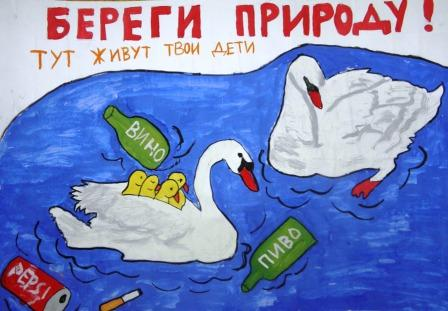 БЕРЕГИ ПРИРОДУ!
ТУТ ЖИВУТ ТВОИ ДЕТИ
ВИНО
ПИВО
PEPSI